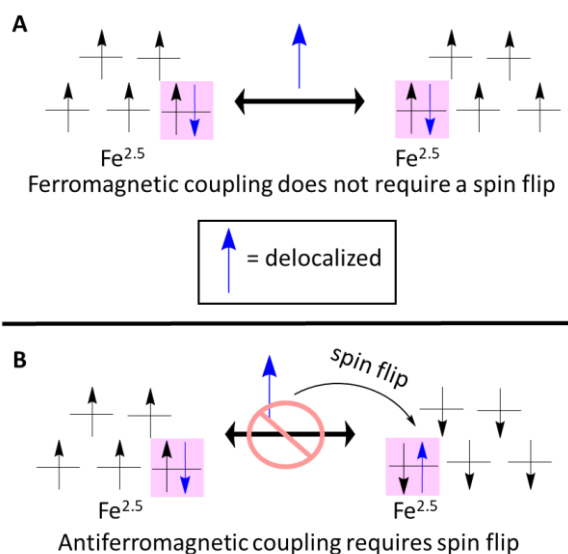 A
Fe2.5 Fe2.5
Ferromagnetic coupling does not require a spin flip
= delocalized
B
spin flip
Fe2.5 Fe2.5
Antiferromagnetic coupling requires spin flip